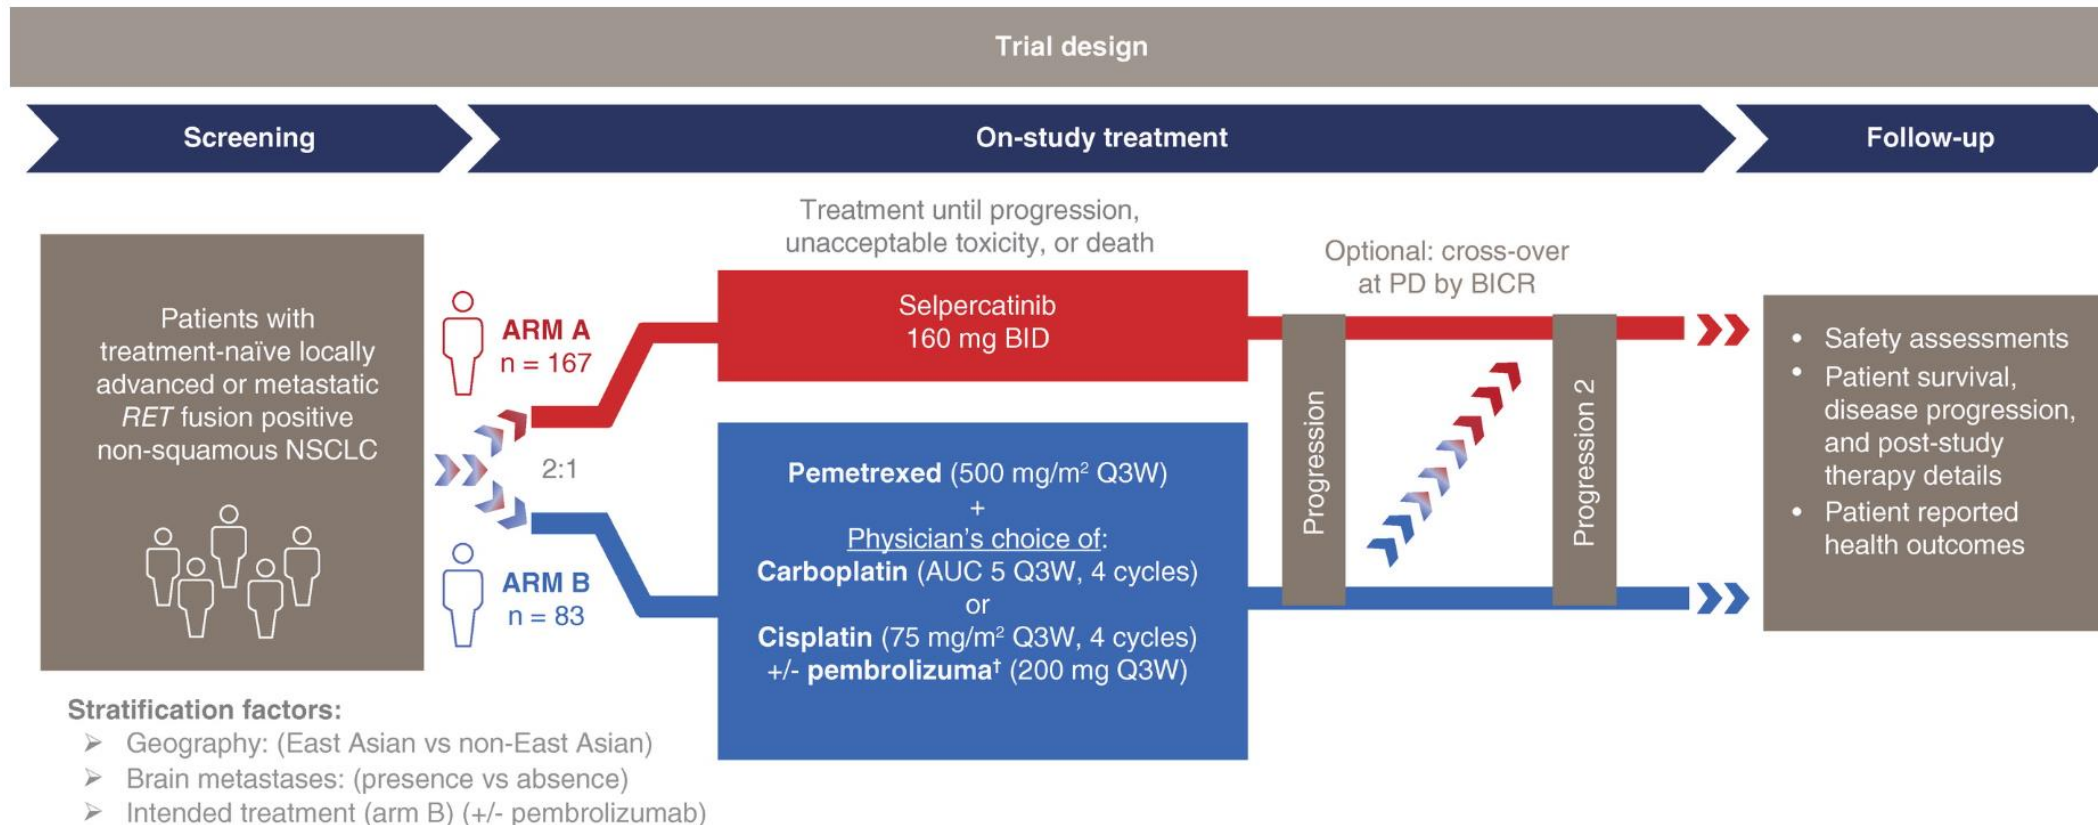 Trial design
Screening
On-study treatment
Follow-up
Patients with
treatment-naïve locally
advanced or metastatic
RET fusion positive
non-squamous NSCLC
Stratification factors:
➢ Geography: (East Asian vs non-East Asian)
➢ Brain metastases: (presence vs absence)
➢ Intended treatment (arm B) (+/- pembrolizumab)
ARM A
n = 167
2:1
ARM B
n = 83
Treatment until progression,
unacceptable toxicity, or death
Selpercatinib
160 mg BID
Pemetrexed (500 mg/m² Q3W)
+
Physician's choice of:
Carboplatin (AUC 5 Q3W, 4 cycles)
or
Cisplatin (75 mg/m² Q3W, 4 cycles)
+/- pembrolizuma† (200 mg Q3W)
Optional: cross-over
at PD by BICR
Progression
Progression 2
• Safety assessments
• Patient survival,
disease progression,
and post-study
therapy details
• Patient reported
health outcomes